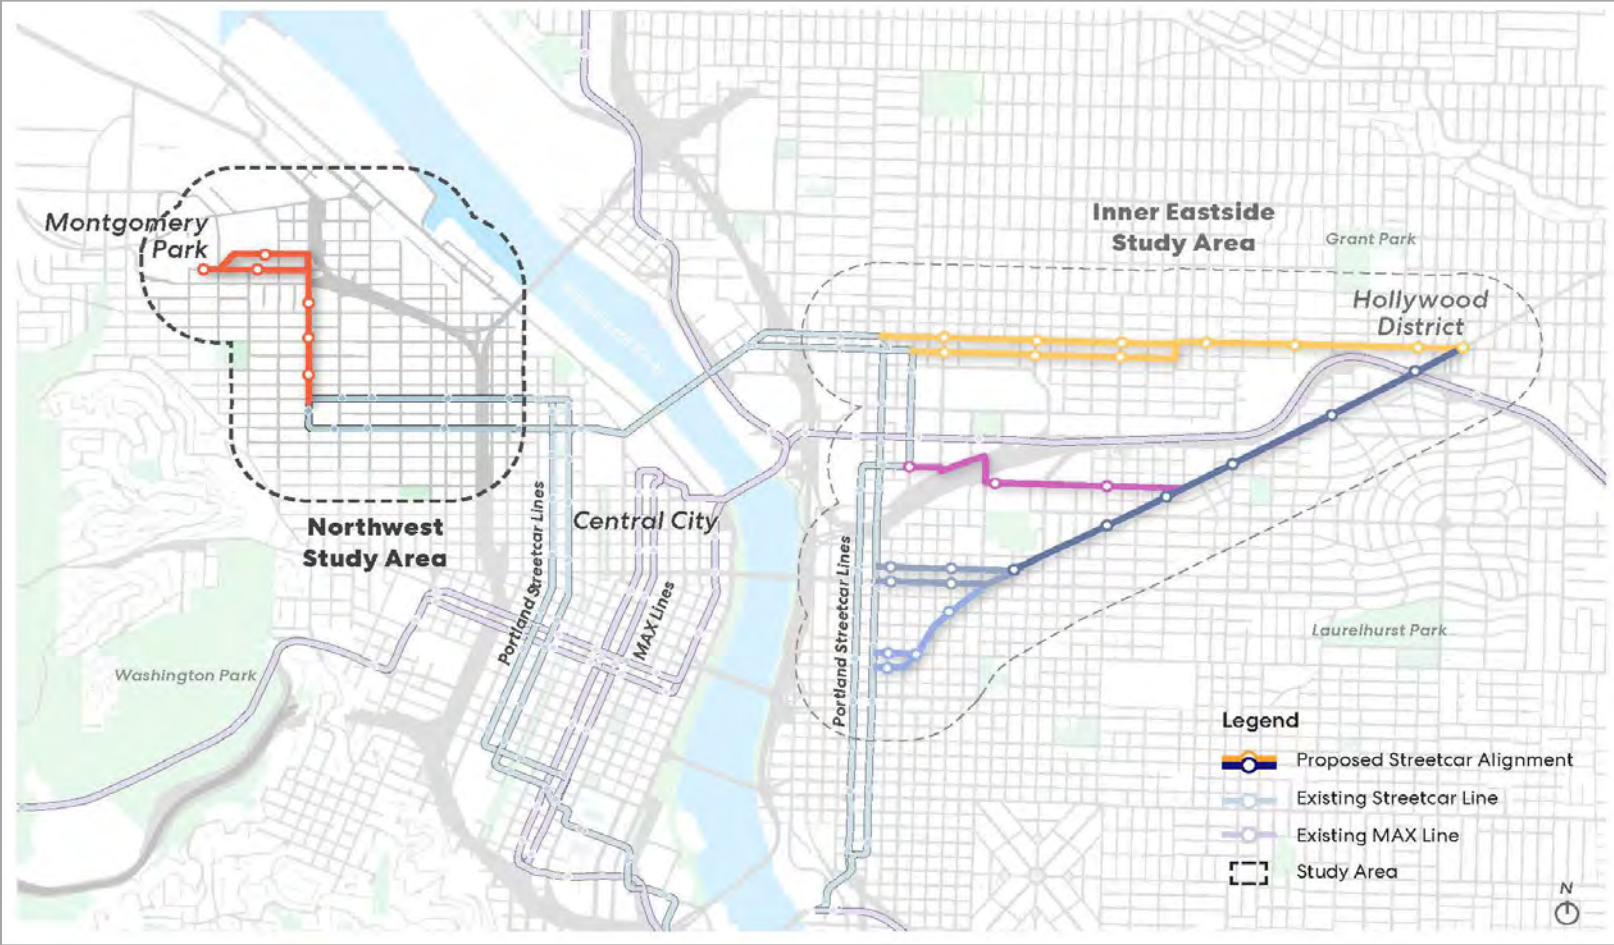 Montgomery
Park
Inner Eastside
Study Area
Grant Park
Hollywood
District
Northwest
Study Area
Central City
Portland Streetcar Lines
MAX Lines
Portland Streetcar Lines
Washington Park
Laurelhurst Park
Legend
Proposed Streetcar Alignment
Existing Streetcar Line
Existing MAX Line
Study Area
N